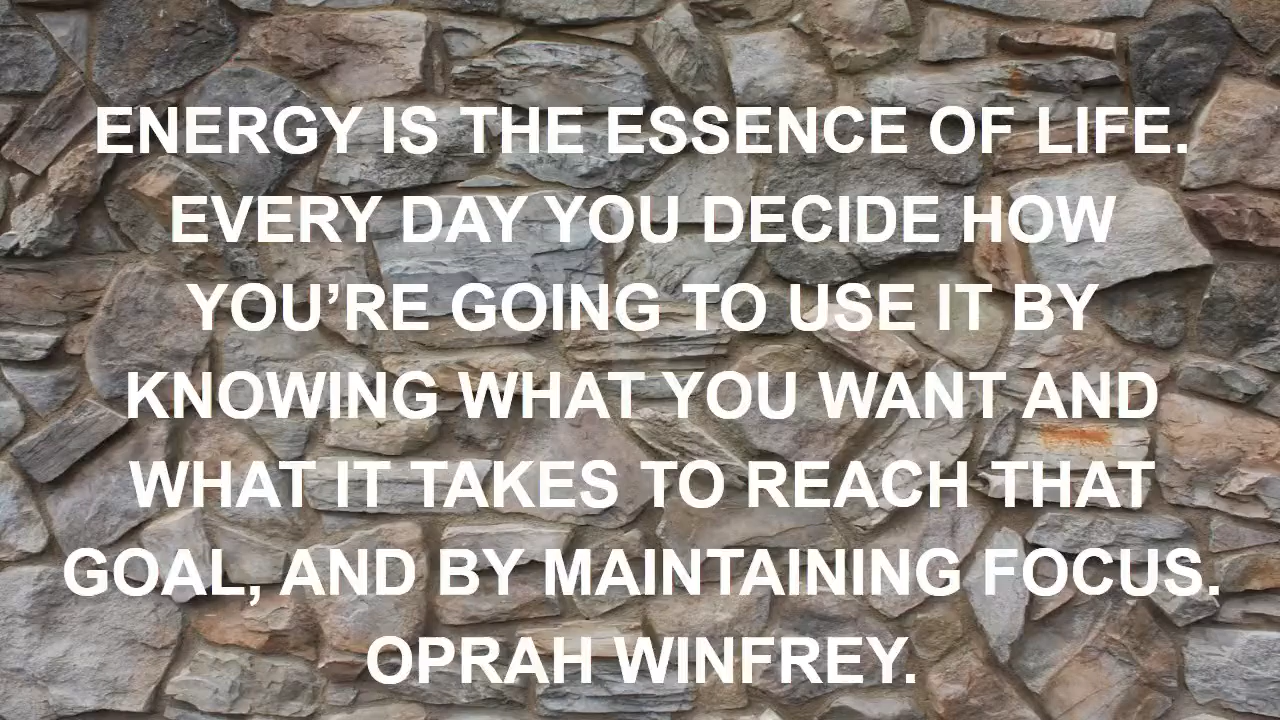 ENERGY IS THE ESSENCE OF LIFE.
EVERY DAY YOU DECIDE HOW
YOU’RE GOING TO USE IT BY
KNOWING WHAT YOU WANT AND
WHAT IT TAKES TO REACH THAT
GOAL, AND BY MAINTAINING FOCUS.
OPRAH WINFREY.